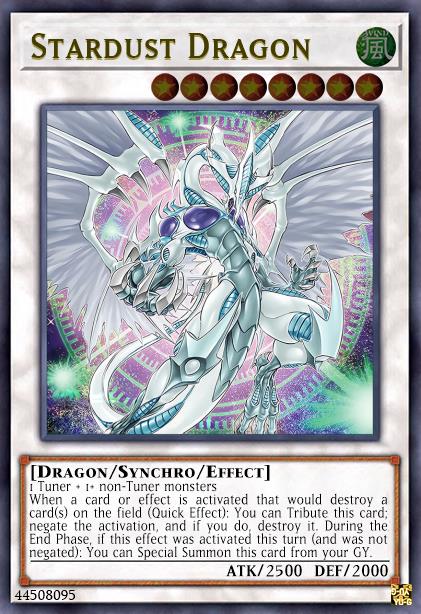 STARDUST DRAGON
WIND
風
[DRAGON/SYNCHRO/EFFECT]
1 Tuner + 1+ non-Tuner monsters
When a card or effect is activated that would destroy a
card(s) on the field (Quick Effect): You can Tribute this card;
negate the activation, and if you do, destroy it. During the
End Phase, if this effect was activated this turn (and was
not negated): You can Special Summon this card from your GY.
ATK/2500 DEF/2000
44508095